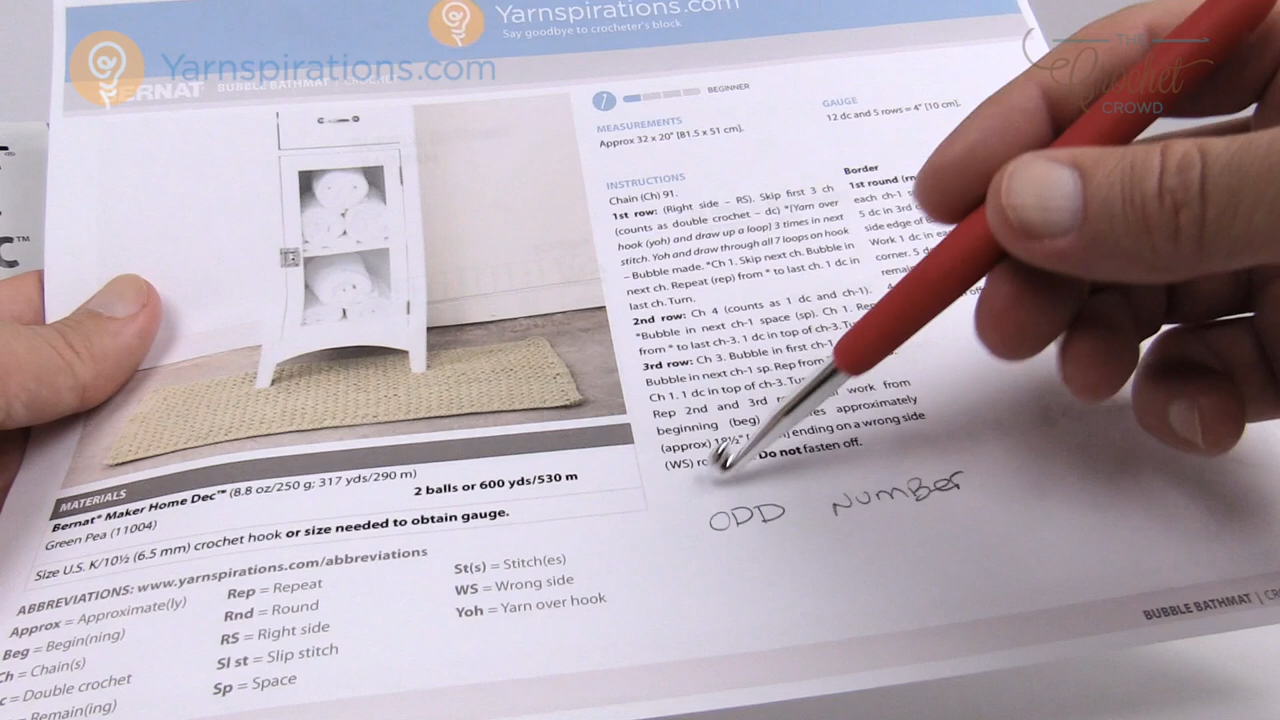 Yarnspirations.com
Say goodbye to crocheter's block
Yarnspirations.com
THE
Crochet
CROWD
BERNAT
BUBBLE BATHMAT |
1 BEGINNER
MEASUREMENTS
Approx 32 x 20" [81.5 x 51 cm].
GAUGE
12 dc and 5 rows = 4" [10 cm].
INSTRUCTIONS
Chain (Ch) 91.
1st row: (Right side – RS). Skip first 3 ch
(counts as double crochet – dc) *[Yarn over
hook (yoh) and draw up a loop] 3 times in next
stitch. Yoh and draw through all 7 loops on hook
– Bubble made. *Ch 1. Skip next ch. Bubble in
next ch. Repeat (rep) from * to last ch. 1 dc in
last ch. Turn.
2nd row: Ch 4 (counts as 1 dc and ch-1).
*Bubble in next ch-1 space (sp). Ch 1. Rep
from * to last ch-3. 1 dc in top of ch-3.
3rd row: Ch 3. Bubble in first ch-1
Bubble in next ch-1 sp. Rep from
Ch 1. 1 dc in top of ch-3.
Rep 2nd and 3rd work from
beginning (beg) approximately
(approx) ending on a wrong side
(WS) Do not fasten off.
Border
1st round
each ch-1
5 dc in 3rd
side edge of
Work 1 dc in
corner. 5
off.
ODD NUMBER
MATERIALS
Bernat® Maker Home Dec™ (8.8 oz/250 g; 317 yds/290 m)
Green Pea (11004) 2 balls or 600 yds/530 m
Size U.S. K/10½ (6.5 mm) crochet hook or size needed to obtain gauge.
ABBREVIATIONS: www.yarnspirations.com/abbreviations
Approx = Approximate(ly)
Beg = Begin(ning)
Ch = Chain(s)
= Double crochet
= Remain(ing)
Rep = Repeat
Rnd = Round
RS = Right side
Sl st = Slip stitch
Sp = Space
St(s) = Stitch(es)
WS = Wrong side
Yoh = Yarn over hook
BUBBLE BATHMAT |